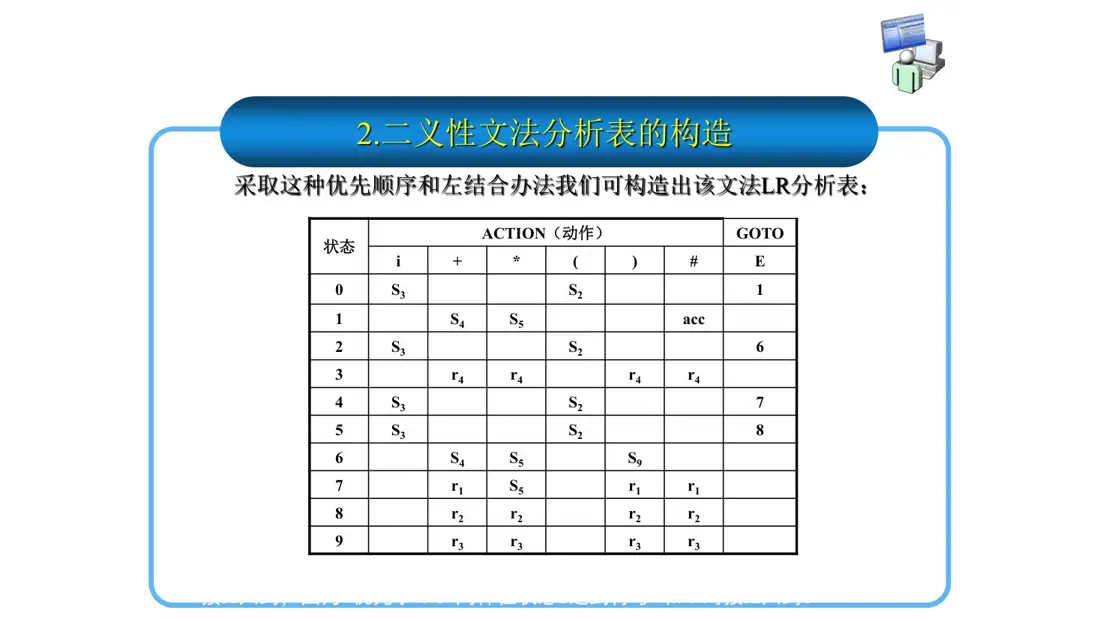 2.二义性文法分析表的构造
采取这种优先顺序和左结合办法我们可构造出该文法LR分析表：
状态 ACTION（动作） GOTO
i + * ( ) # E
0 S3 S2 1
1 S4 S5 acc
2 S3 S2 6
3 r4 r4 r4 r4
4 S3 S2 7
5 S3 S2 8
6 S4 S5 S9
7 r1 S5 r1 r1
8 r2 r2 r2 r2
9 r3 r3 r3 r3